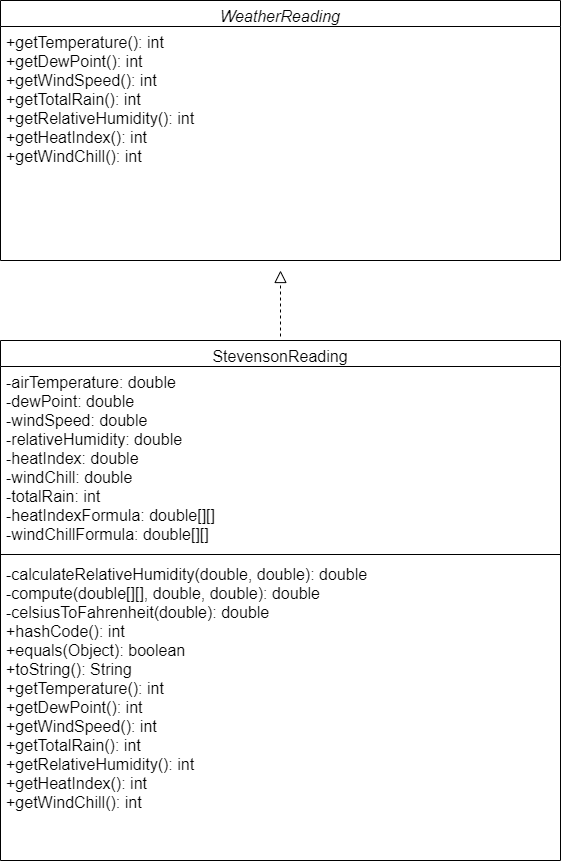 WeatherReading
+getTemperature(): int
+getDewPoint(): int
+getWindSpeed(): int
+getTotalRain(): int
+getRelativeHumidity(): int
+getHeatIndex(): int
+getWindChill(): int
StevensonReading
-airTemperature: double
-dewPoint: double
-windSpeed: double
-relativeHumidity: double
-heatIndex: double
-windChill: double
-totalRain: int
-heatIndexFormula: double[][]
-windChillFormula: double[][]
-calculateRelativeHumidity(double, double): double
-compute(double[][], double, double): double
-celsiusToFahrenheit(double): double
+hashCode(): int
+equals(Object): boolean
+toString(): String
+getTemperature(): int
+getDewPoint(): int
+getWindSpeed(): int
+getTotalRain(): int
+getRelativeHumidity(): int
+getHeatIndex(): int
+getWindChill(): int